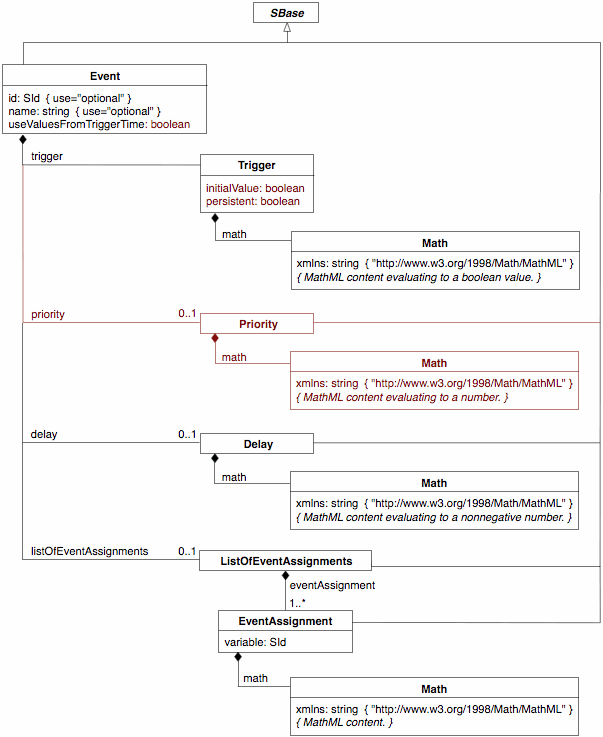 SBase
Event
id: SId { use="optional" }
name: string { use="optional" }
useValuesFromTriggerTime: boolean
trigger
Trigger
initialValue: boolean
persistent: boolean
math
Math
xmlns: string { "http://www.w3.org/1998/Math/MathML" }
{ MathML content evaluating to a boolean value. }
priority
0..1
Priority
math
Math
xmlns: string { "http://www.w3.org/1998/Math/MathML" }
{ MathML content evaluating to a number. }
delay
0..1
Delay
math
Math
xmlns: string { "http://www.w3.org/1998/Math/MathML" }
{ MathML content evaluating to a nonnegative number. }
listOfEventAssignments
0..1
ListOfEventAssignments
eventAssignment
1..*
EventAssignment
variable: SId
math
Math
xmlns: string { "http://www.w3.org/1998/Math/MathML" }
{ MathML content. }